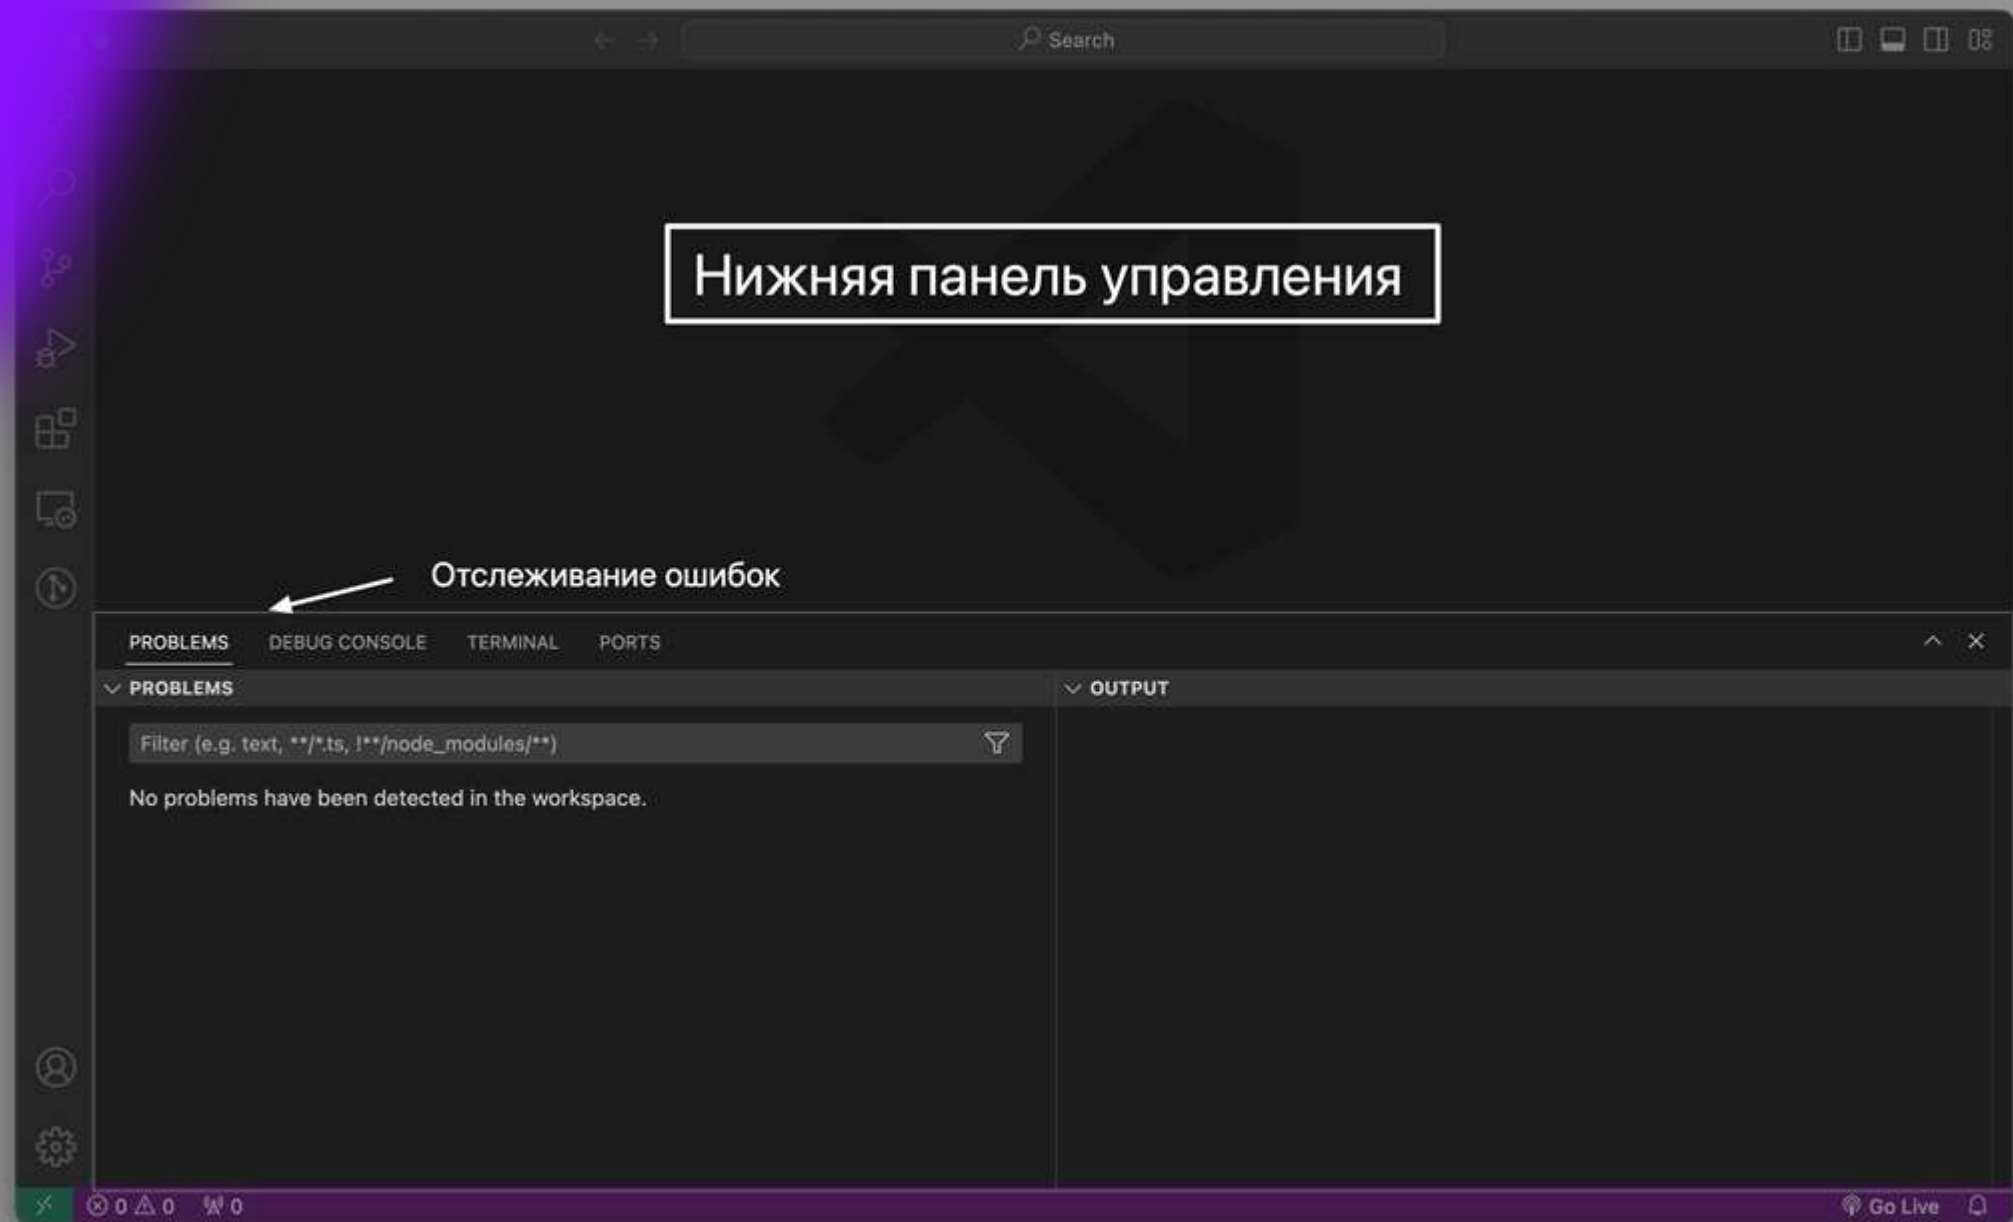 Search
Нижняя панель управления
Отслеживание ошибок
PROBLEMS DEBUG CONSOLE TERMINAL PORTS
PROBLEMS
OUTPUT
Filter (e.g. text, **/*.ts, !**/node_modules/**)
No problems have been detected in the workspace.
0 0 0
Go Live